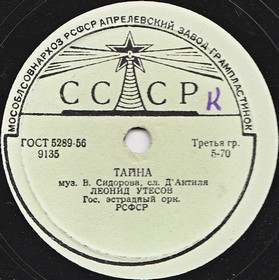 МОСОБЛСОВНАРХОЗ РСФСР АПРЕЛЕВСКИЙ ЗАВОД ГРАМПЛАСТИНОК
СССР
К
ГОСТ 5289-56
9135
Третья гр.
5-70
ТАЙНА
муз. В. Сидорова, сл. Д'Актиля
ЛЕОНИД УТЕСОВ
Гос. эстрадный орк.
РСФСР